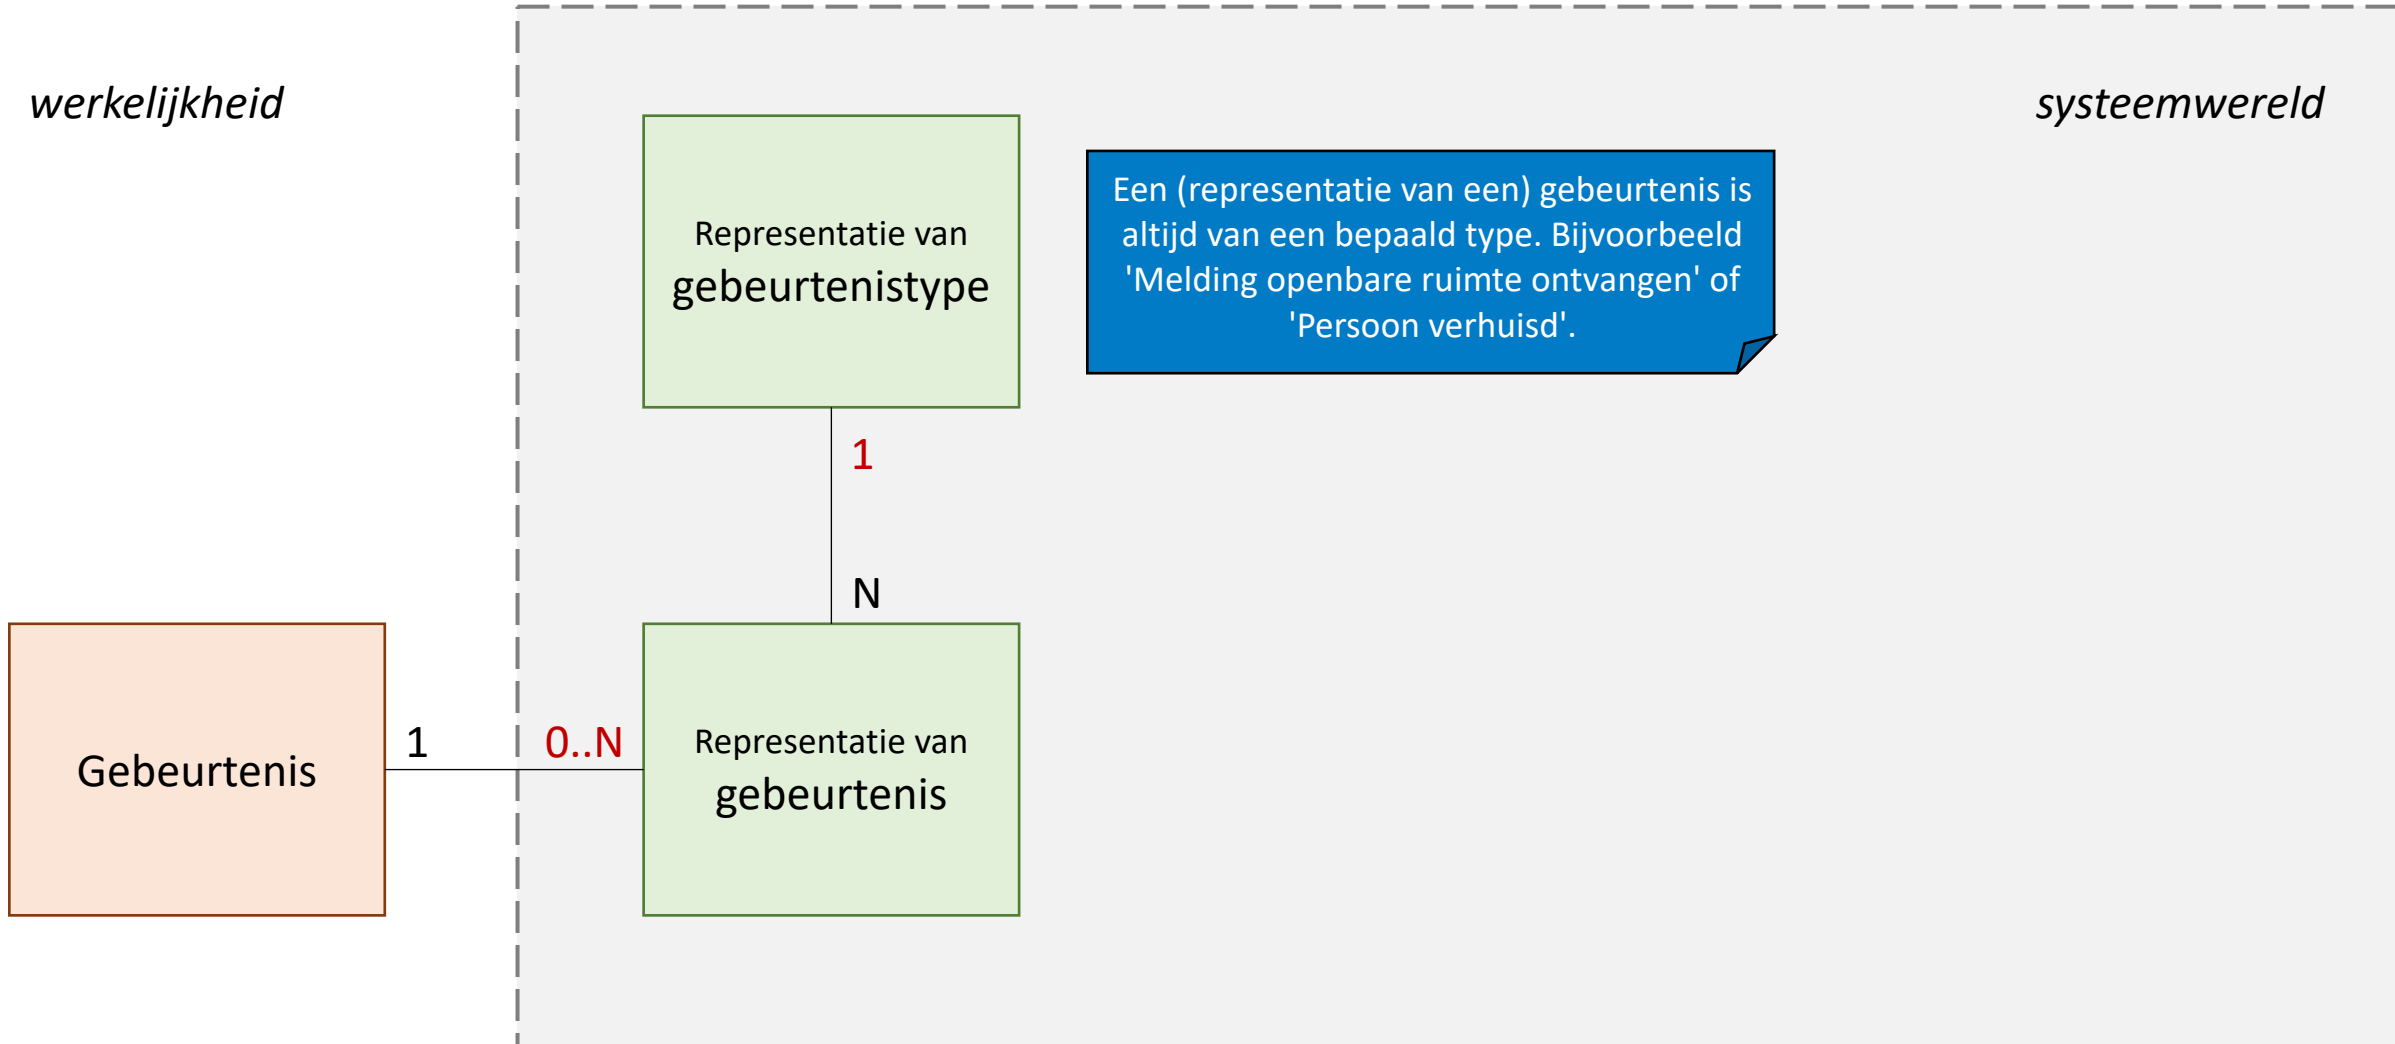 werkelijkheid
systeemwereld
Representatie van
gebeurtenistype
Een (representatie van een) gebeurtenis is
altijd van een bepaald type. Bijvoorbeeld
'Melding openbare ruimte ontvangen' of
'Persoon verhuisd'.
1
N
Gebeurtenis
1
0..N
Representatie van
gebeurtenis